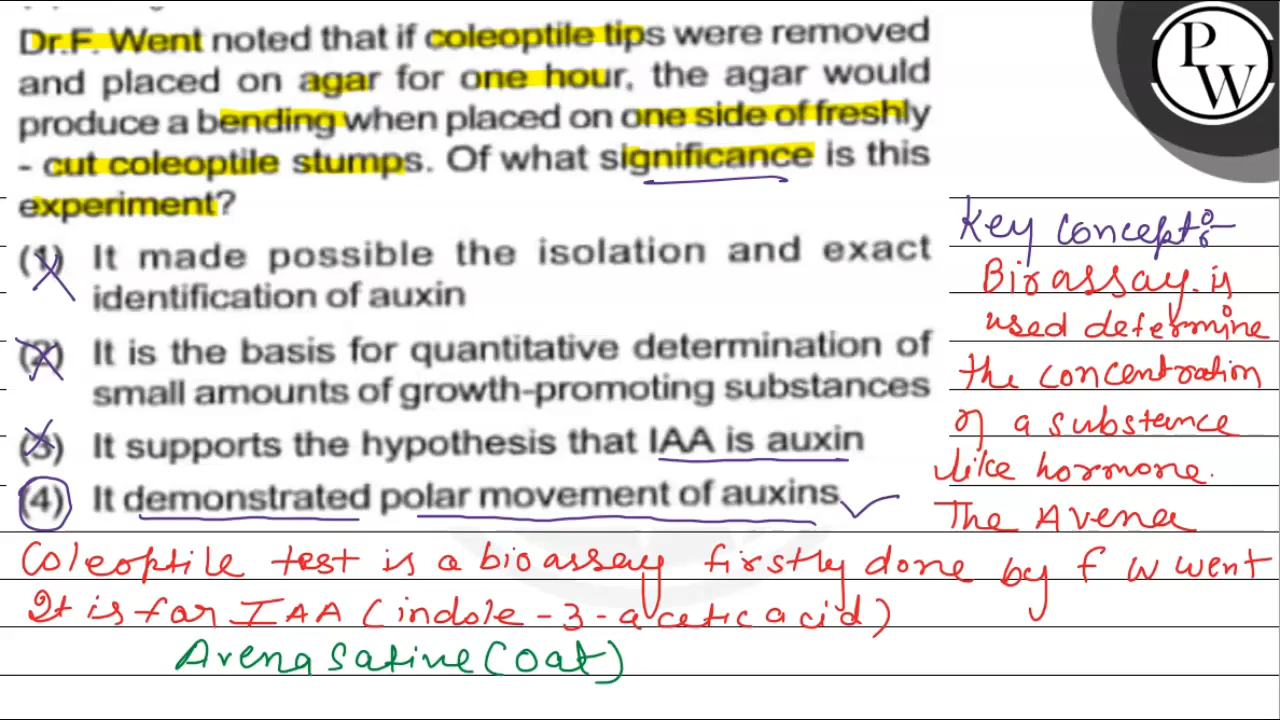 Dr.F. Went noted that if coleoptile tips were removed
and placed on agar for one hour, the agar would
produce a bending when placed on one side of freshly
- cut coleoptile stumps. Of what significance is this
experiment?
(1) It made possible the isolation and exact
identification of auxin
(2) It is the basis for quantitative determination of
small amounts of growth-promoting substances
(3) It supports the hypothesis that IAA is auxin
(4) It demonstrated polar movement of auxins
P
W
Key concept:-
Bioassay is
used determine
the concentration
of a substance
like hormone.
The Avena
Coleoptile test is a bioassay firstly done by F W Went
It is for IAA (indole-3-acetic acid)
Avena Sative (Oat)